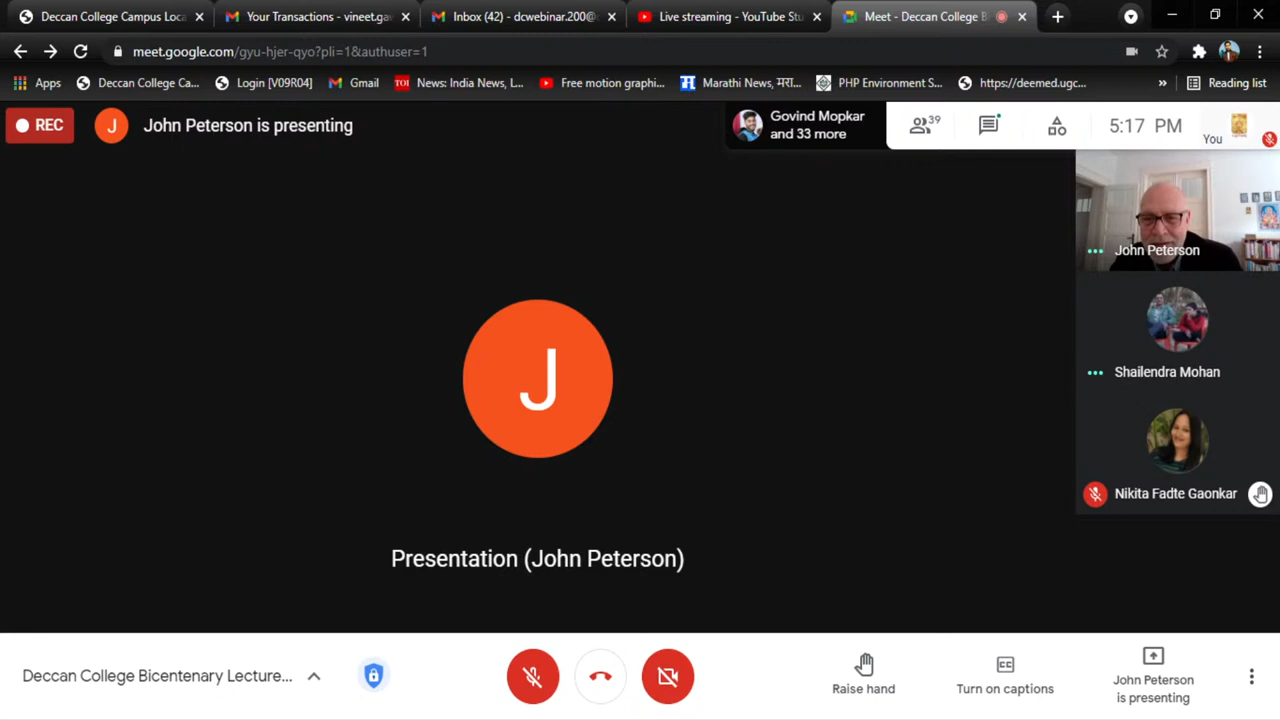 Deccan College Campus Loca
Your Transactions - vineet.ga
Inbox (42) - dcwebinar.200@
Live streaming - YouTube Stu
Meet - Deccan College B
meet.google.com/gyu-hjer-qyo?pli=1&authuser=1
Apps
Deccan College Ca...
Login [V09R04]
Gmail
TOI
News: India News, L...
Free motion graphi...
Marathi News, मरा...
PHP Environment S...
https://deemed.ugc...
»
Reading list
REC
J
John Peterson is presenting
Govind Mopkar
and 33 more
39
5:17 PM
You
John Peterson
Shailendra Mohan
Nikita Fadte Gaonkar
J
Presentation (John Peterson)
Deccan College Bicentenary Lecture...
Raise hand
CC
Turn on captions
John Peterson
is presenting